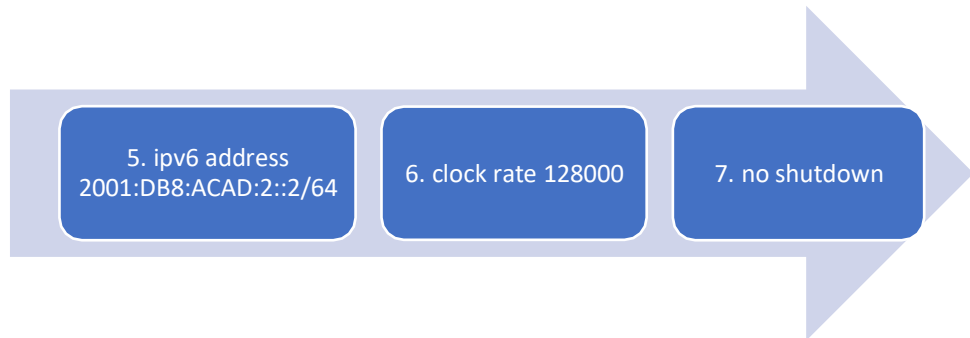 5. ipv6 address
2001:DB8:ACAD:2::2/64
6. clock rate 128000
7. no shutdown